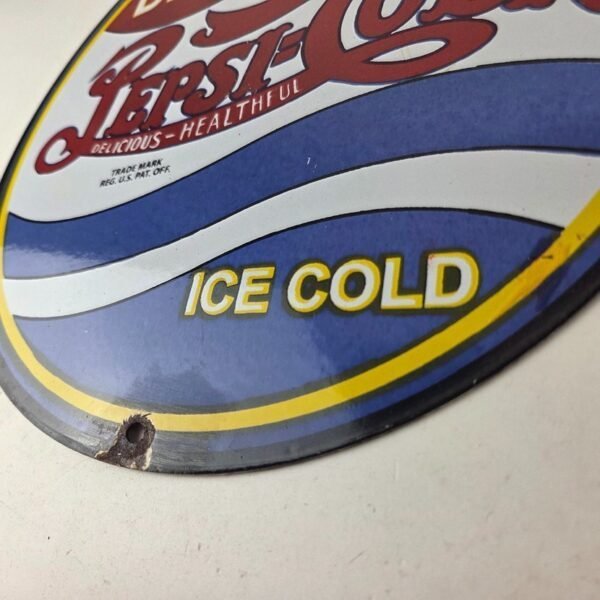 PEPSI-COLA
DELICIOUS-HEALTHFUL
TRADE MARK
REG. U.S. PAT. OFF.
ICE COLD